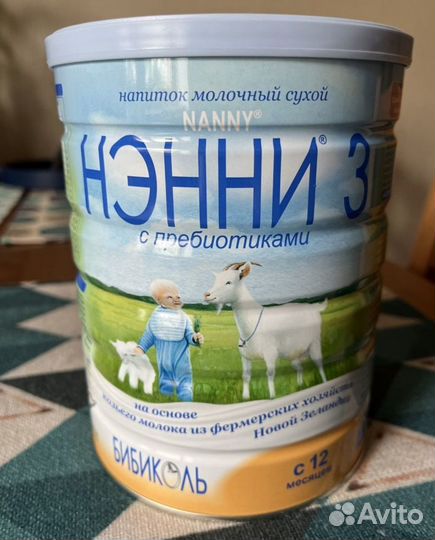 напиток молочный сухой
NANNY®
НЭННИ® 3
с пребиотиками
на основе
козьего молока из фермерских хозяйств
Новой Зеландии
БИБИКОЛЬ
с 12
месяцев
Avito